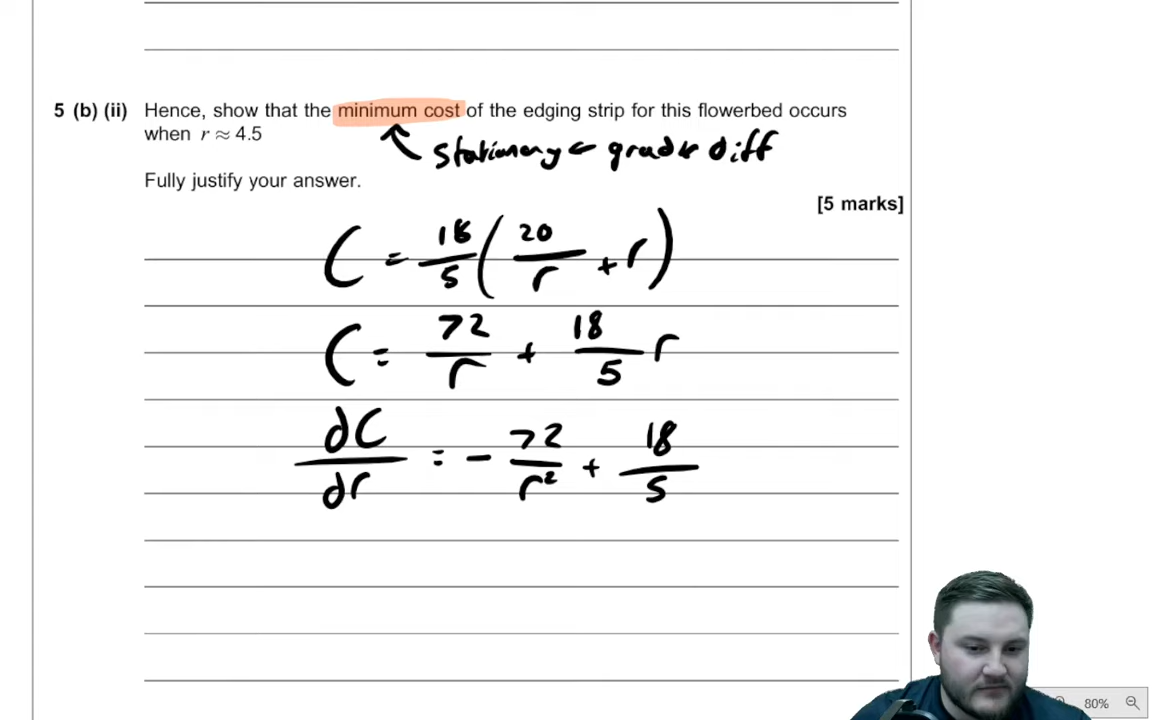 5 (b) (ii) Hence, show that the minimum cost of the edging strip for this flowerbed occurs
when r ≈ 4.5
stationary ← grad ← diff
Fully justify your answer.
[5 marks]
C = 18/5 ( 20/r + r )
C = 72/r + 18/5 r
dC/dr = - 72/r² + 18/5
80%